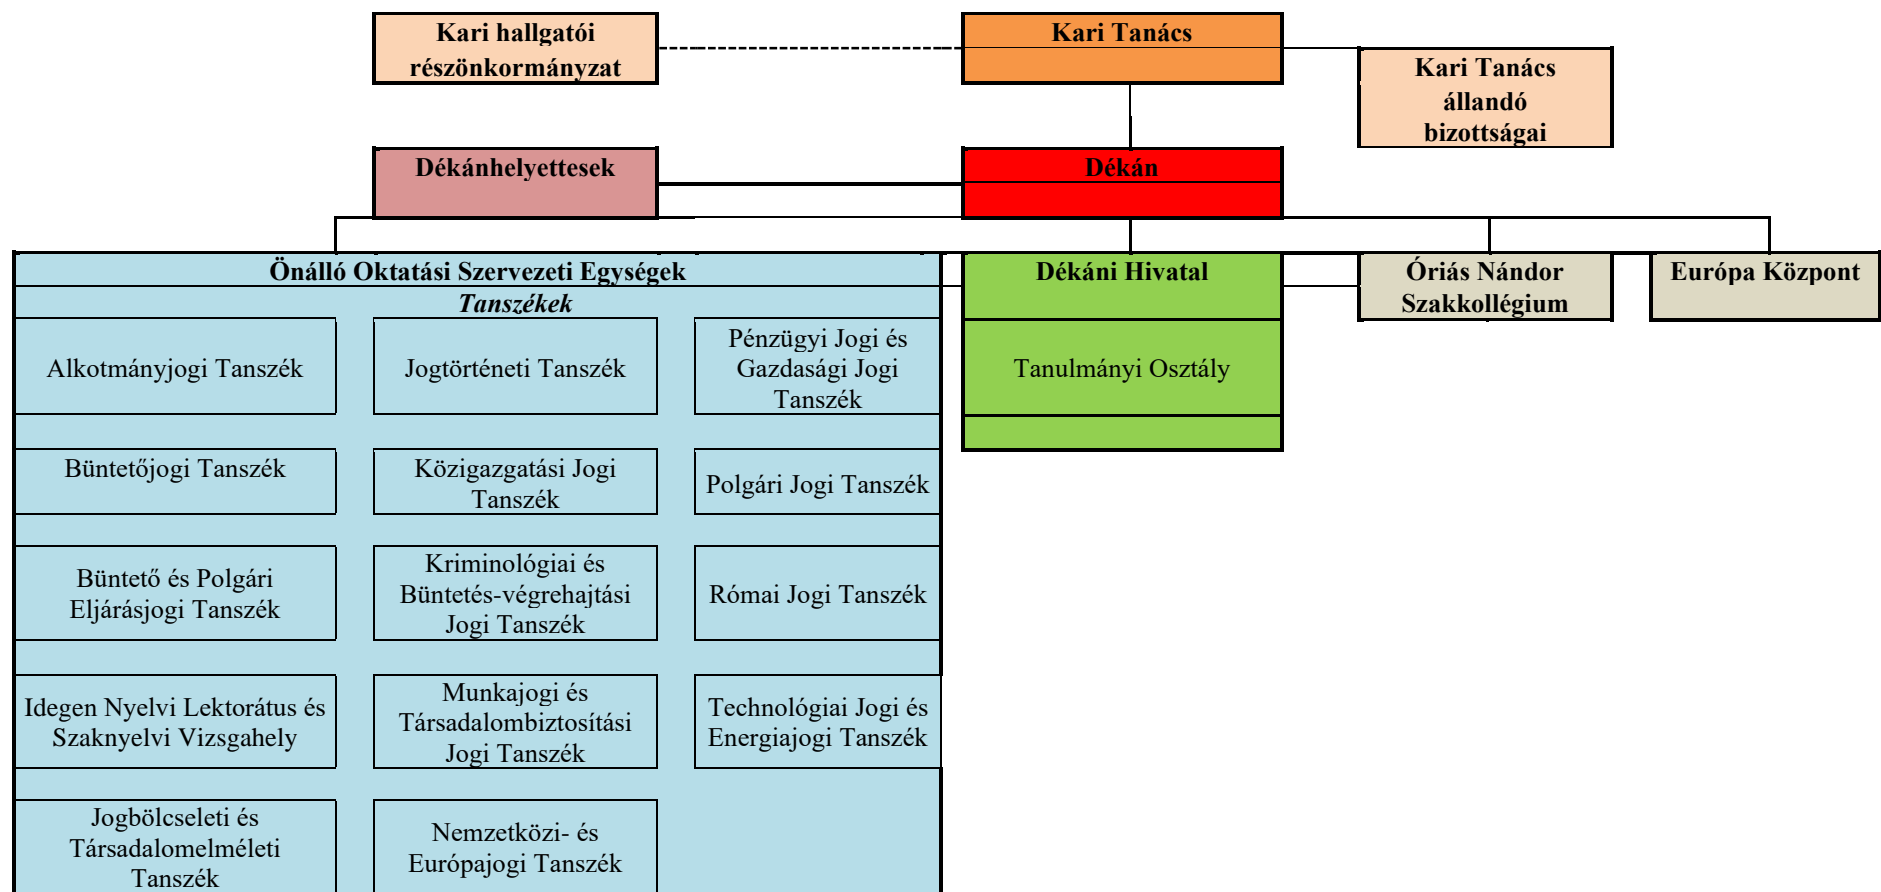 Kari hallgatói
részönkormányzat
Kari Tanács
Kari Tanács
állandó
bizottságai
Dékánhelyettesek
Dékán
Önálló Oktatási Szervezeti Egységek
Tanszékek
Dékáni Hivatal
Óriás Nándor
Szakkollégium
Európa Központ
Alkotmányjogi Tanszék
Jogtörténeti Tanszék
Pénzügyi Jogi és
Gazdasági Jogi
Tanszék
Tanulmányi Osztály
Büntetőjogi Tanszék
Közigazgatási Jogi
Tanszék
Polgári Jogi Tanszék
Büntető és Polgári
Eljárásjogi Tanszék
Kriminológiai és
Büntetés-végrehajtási
Jogi Tanszék
Római Jogi Tanszék
Idegen Nyelvi Lektorátus és
Szaknyelvi Vizsgahely
Munkajogi és
Társadalombiztosítási
Jogi Tanszék
Technológiai Jogi és
Energiajogi Tanszék
Jogbölcseleti és
Társadalomelméleti
Tanszék
Nemzetközi- és
Európajogi Tanszék